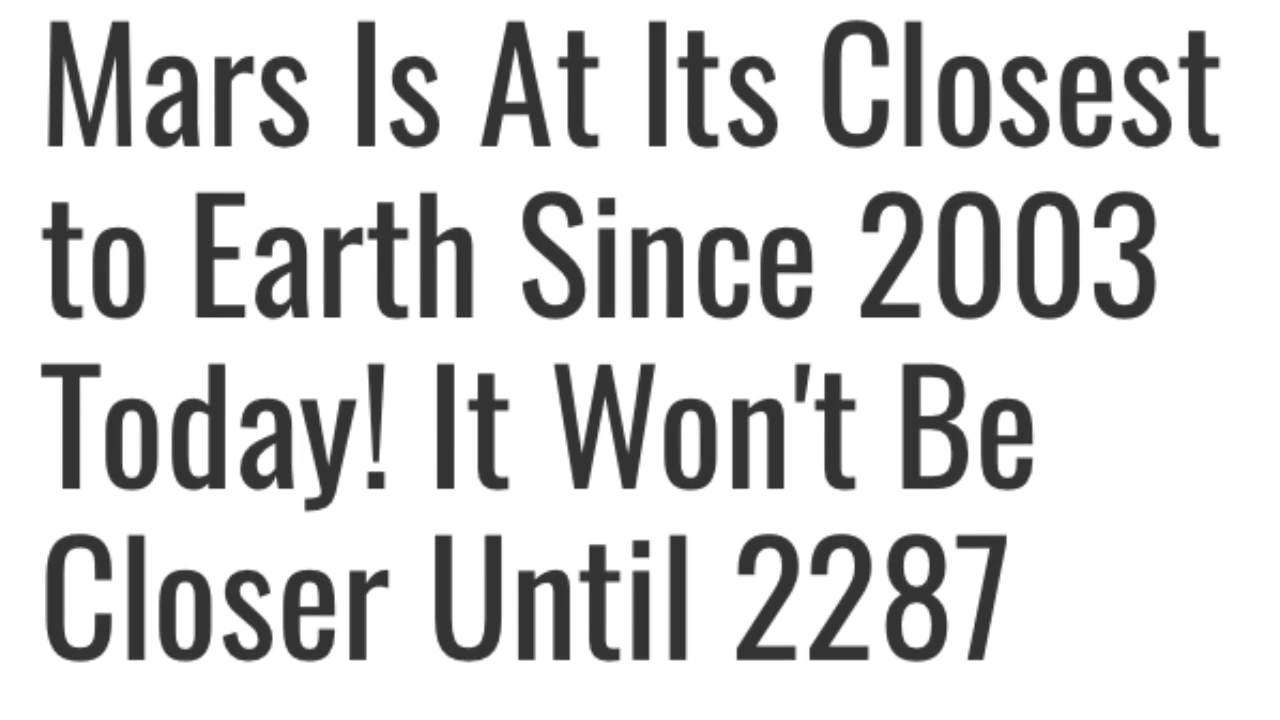 Mars Is At Its Closest
to Earth Since 2003
Today! It Won't Be
Closer Until 2287